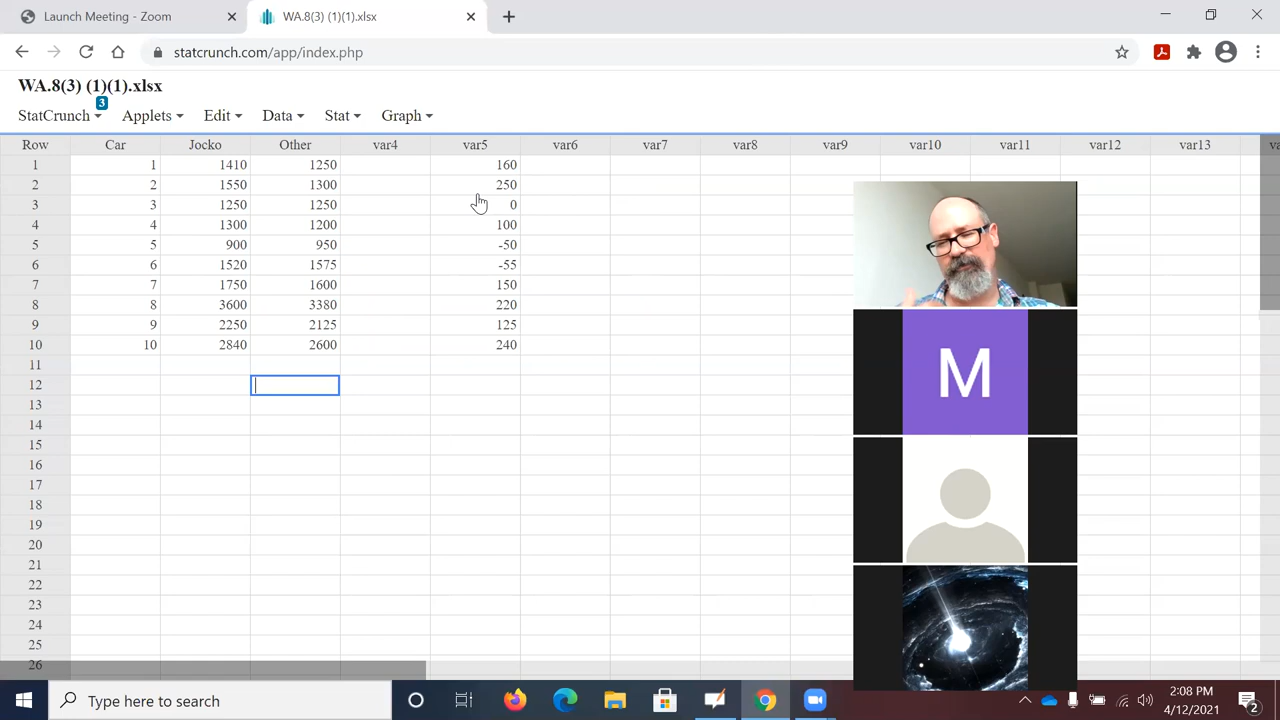 Launch Meeting - Zoom
WA.8(3) (1)(1).xlsx
statcrunch.com/app/index.php
WA.8(3) (1)(1).xlsx
3
StatCrunch Applets Edit Data Stat Graph
Row Car Jocko Other var4 var5 var6 var7 var8 var9 var10 var11 var12 var13 va
1 1 1410 1250 160
2 2 1550 1300 250
3 3 1250 1250 0
4 4 1300 1200 100
5 5 900 950 -50
6 6 1520 1575 -55
7 7 1750 1600 150
8 8 3600 3380 220
9 9 2250 2125 125
10 10 2840 2600 240
11
12
13
14
15
16
17
18
19
20
21
22
23
24
25
26
M
Type here to search
2:08 PM
4/12/2021
2